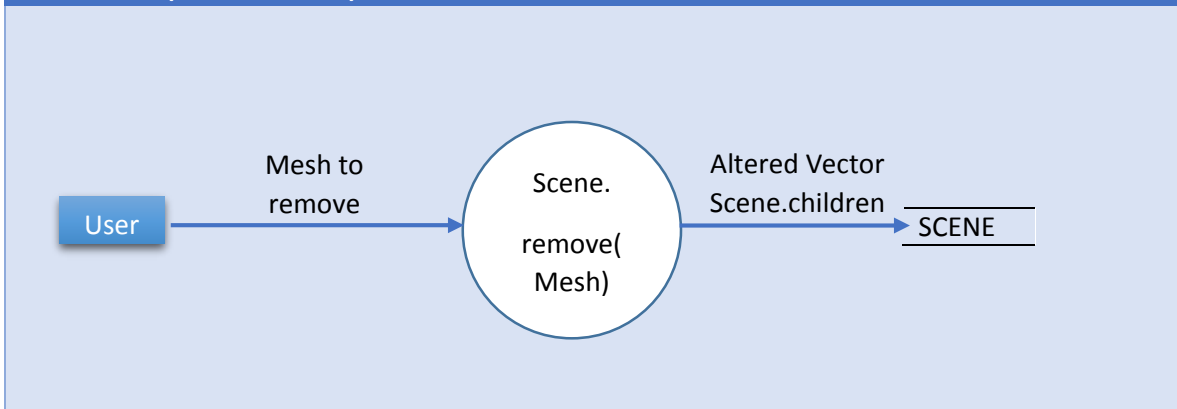 User
Mesh to
remove
Scene.
remove(
Mesh)
Altered Vector
Scene.children
SCENE